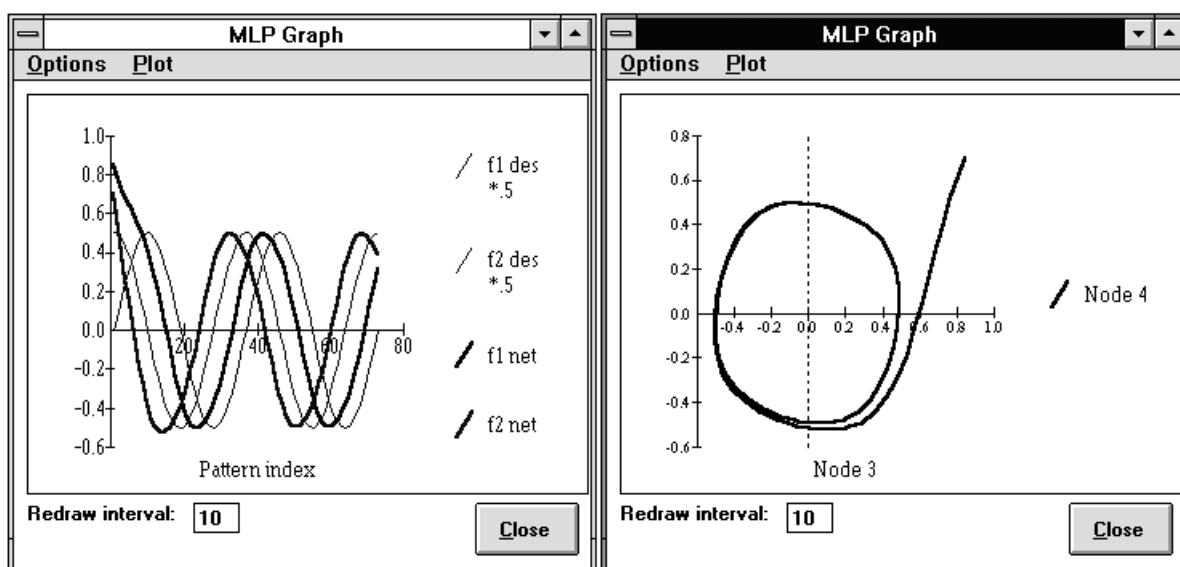 MLP Graph
Options Plot
1.0
0.8
0.6
0.4
0.2
0.0
-0.2
-0.4
-0.6
20 40 60 80
Pattern index
f1 des
*.5
f2 des
*.5
f1 net
f2 net
Redraw interval: 10
Close
MLP Graph
Options Plot
0.8
0.6
0.4
0.2
0.0
-0.2
-0.4
-0.6
-0.4 -0.2 0.0 0.2 0.4 0.6 0.8 1.0
Node 3
Node 4
Redraw interval: 10
Close